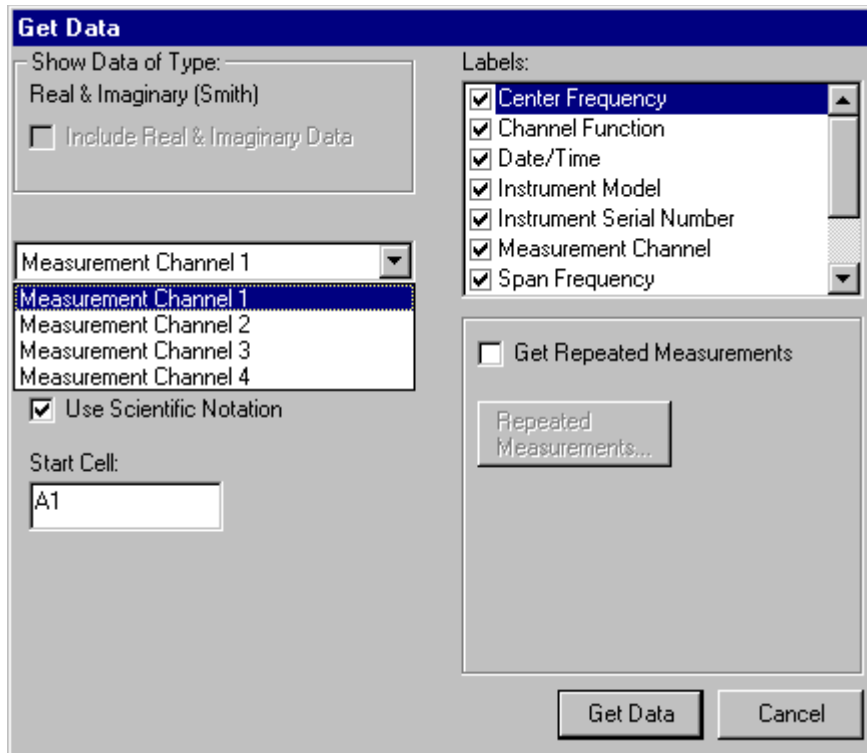 Get Data
Show Data of Type:
Real & Imaginary (Smith)
Include Real & Imaginary Data
Measurement Channel 1
Measurement Channel 1
Measurement Channel 2
Measurement Channel 3
Measurement Channel 4
Use Scientific Notation
Start Cell:
A1
Labels:
Center Frequency
Channel Function
Date/Time
Instrument Model
Instrument Serial Number
Measurement Channel
Span Frequency
Get Repeated Measurements
Repeated
Measurements...
Get Data
Cancel